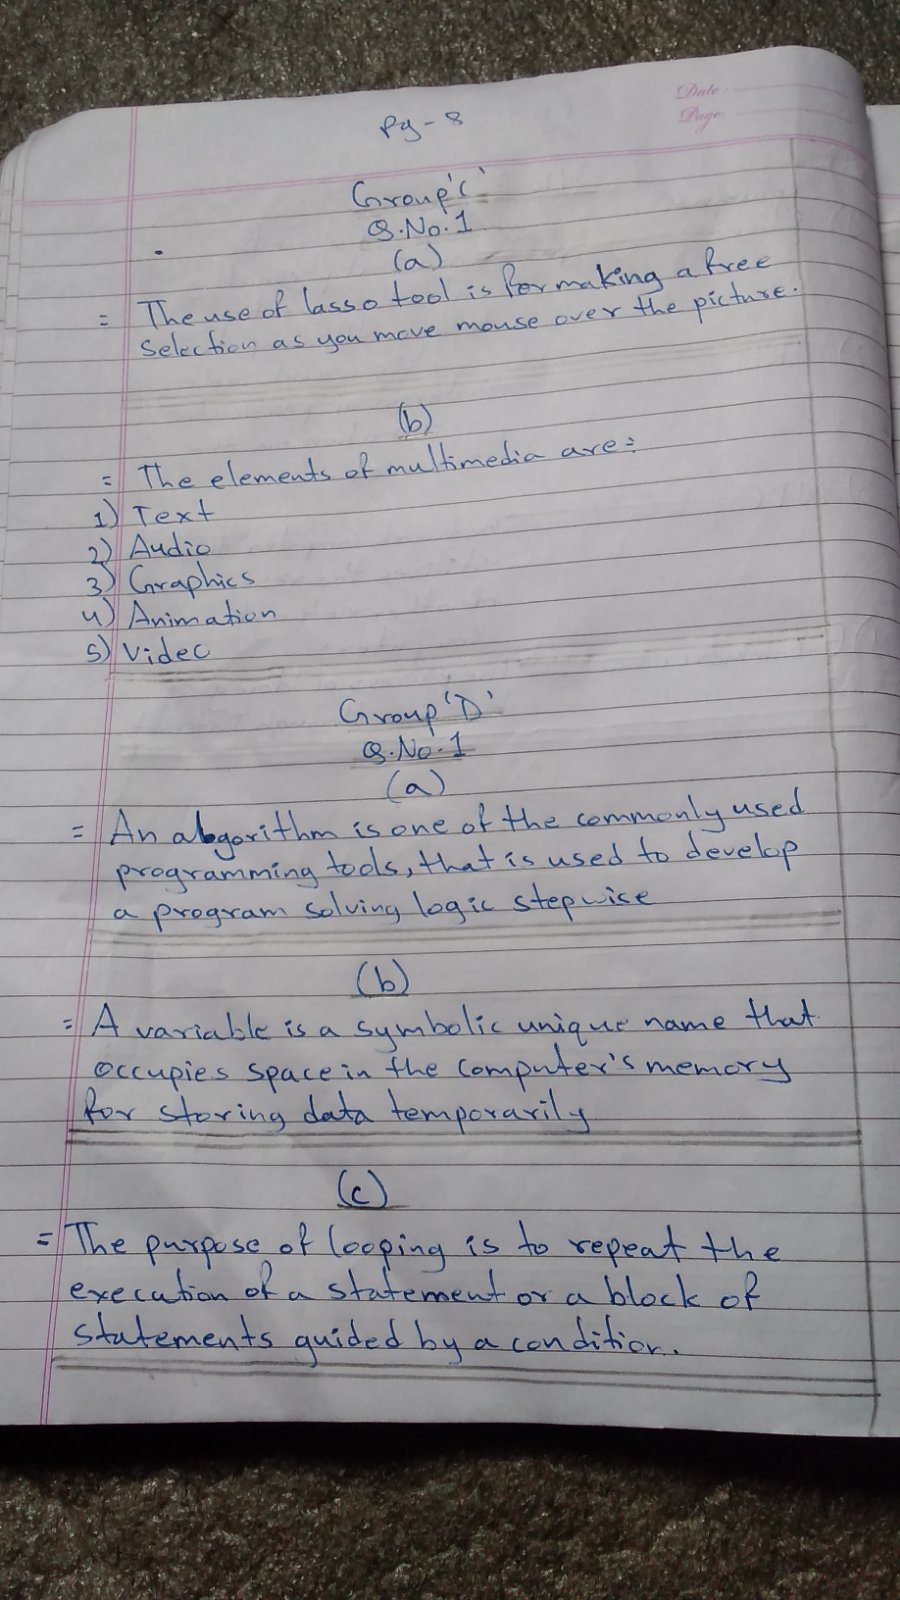 Date:
Page:
Pg - 8
Group 'C'
Q.No.1
(a)
= The use of lasso tool is for making a free
selection as you move mouse over the picture.
(b)
= The elements of multimedia are:
1) Text
2) Audio
3) Graphics
4) Animation
5) Video
Group 'D'
Q.No.1
(a)
= An algorithm is one of the commonly used
programming tools, that is used to develop
a program solving logic stepwise
(b)
= A variable is a symbolic unique name that
occupies space in the computer's memory
for storing data temporarily
(c)
= The purpose of looping is to repeat the
execution of a statement or a block of
statements guided by a condition.